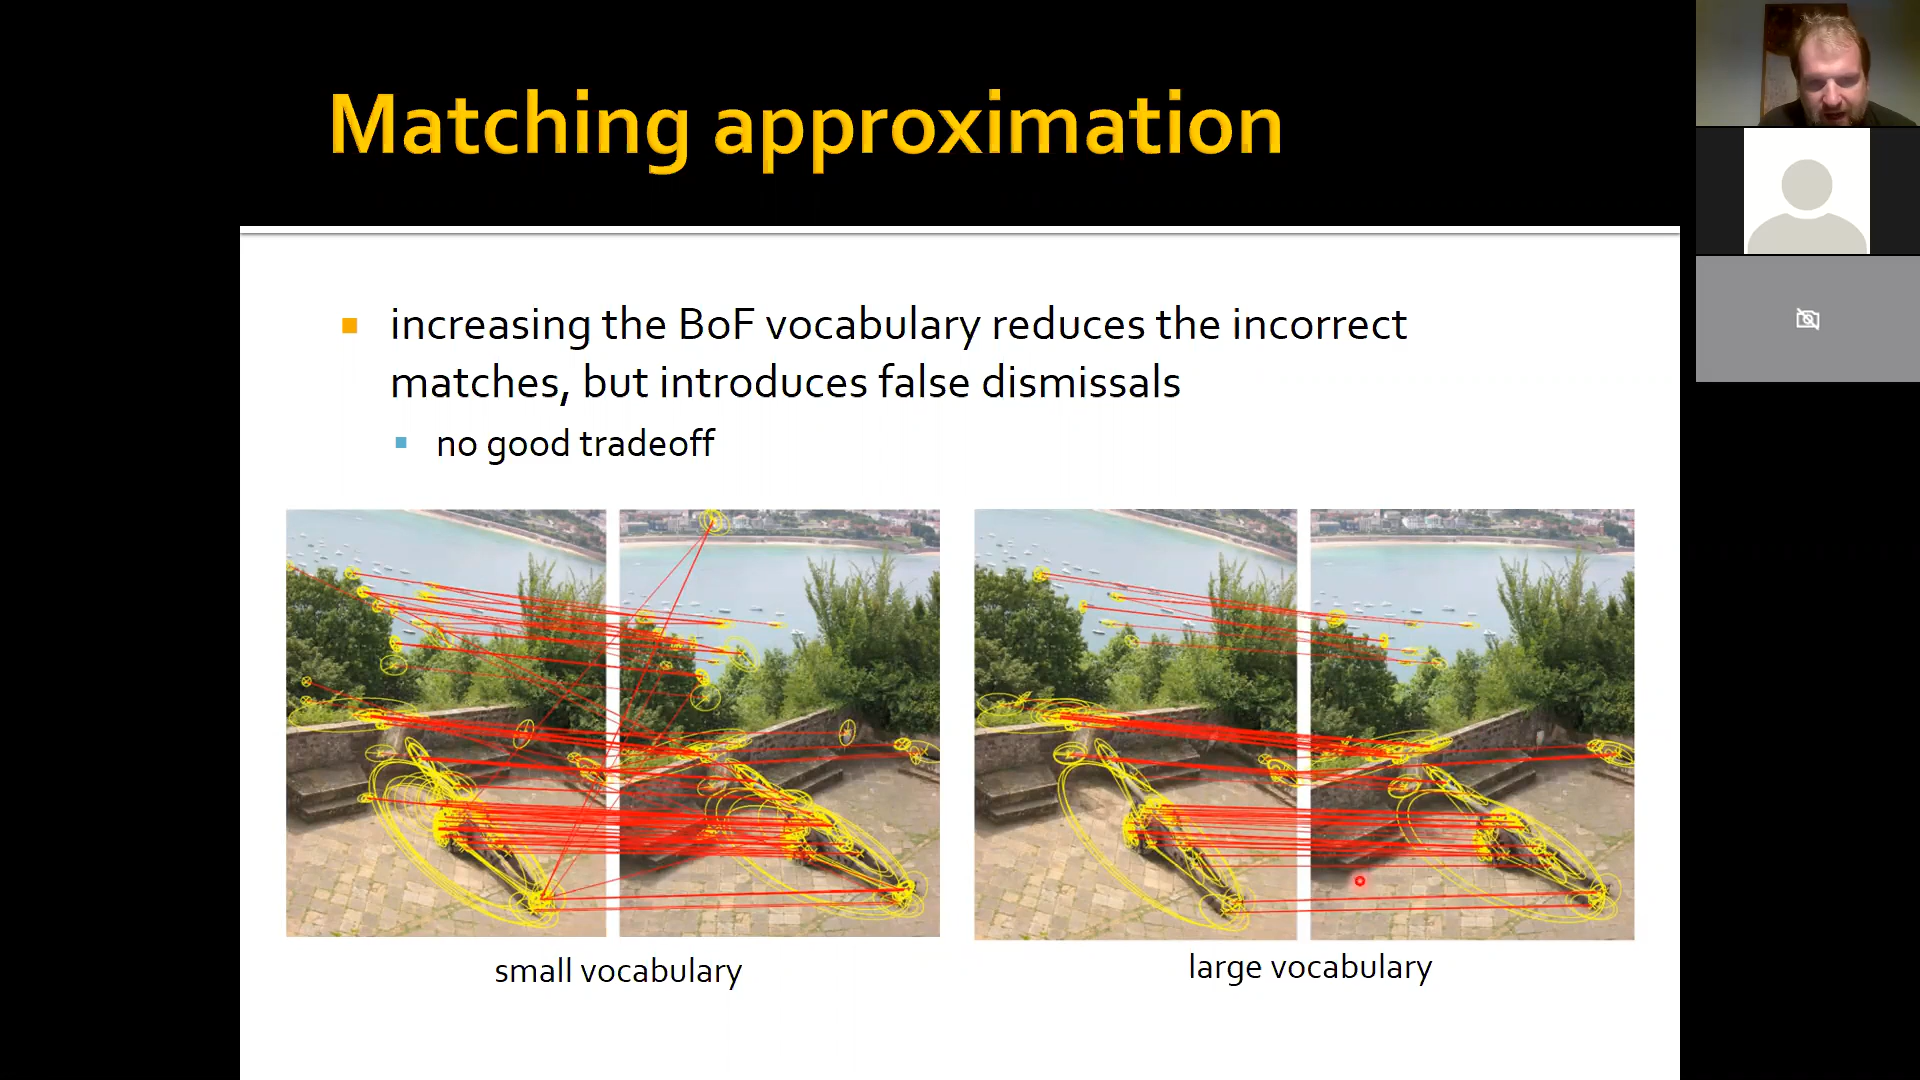 Matching approximation
increasing the BoF vocabulary reduces the incorrect
matches, but introduces false dismissals
no good tradeoff
small vocabulary
large vocabulary